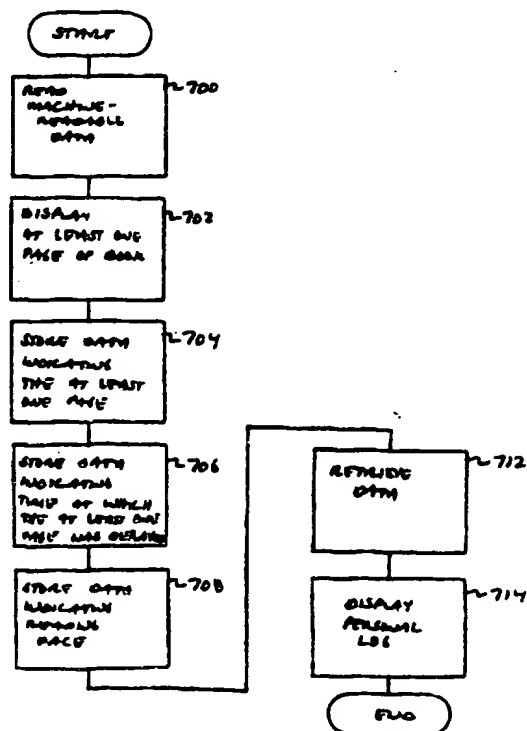 START
READ
MACHINE-
READABLE
DATA
700
DISPLAY
AT LEAST ONE
PAGE OF BOOK
702
STORE DATA
INDICATING
THE AT LEAST
ONE PAGE
704
STORE DATA
INDICATING
TIME AT WHICH
THE AT LEAST ONE
PAGE WAS DISPLAYED
706
STORE DATA
INDICATING
READING
PACE
708
RETRIEVE
DATA
712
DISPLAY
PERSONAL
LOG
714
END